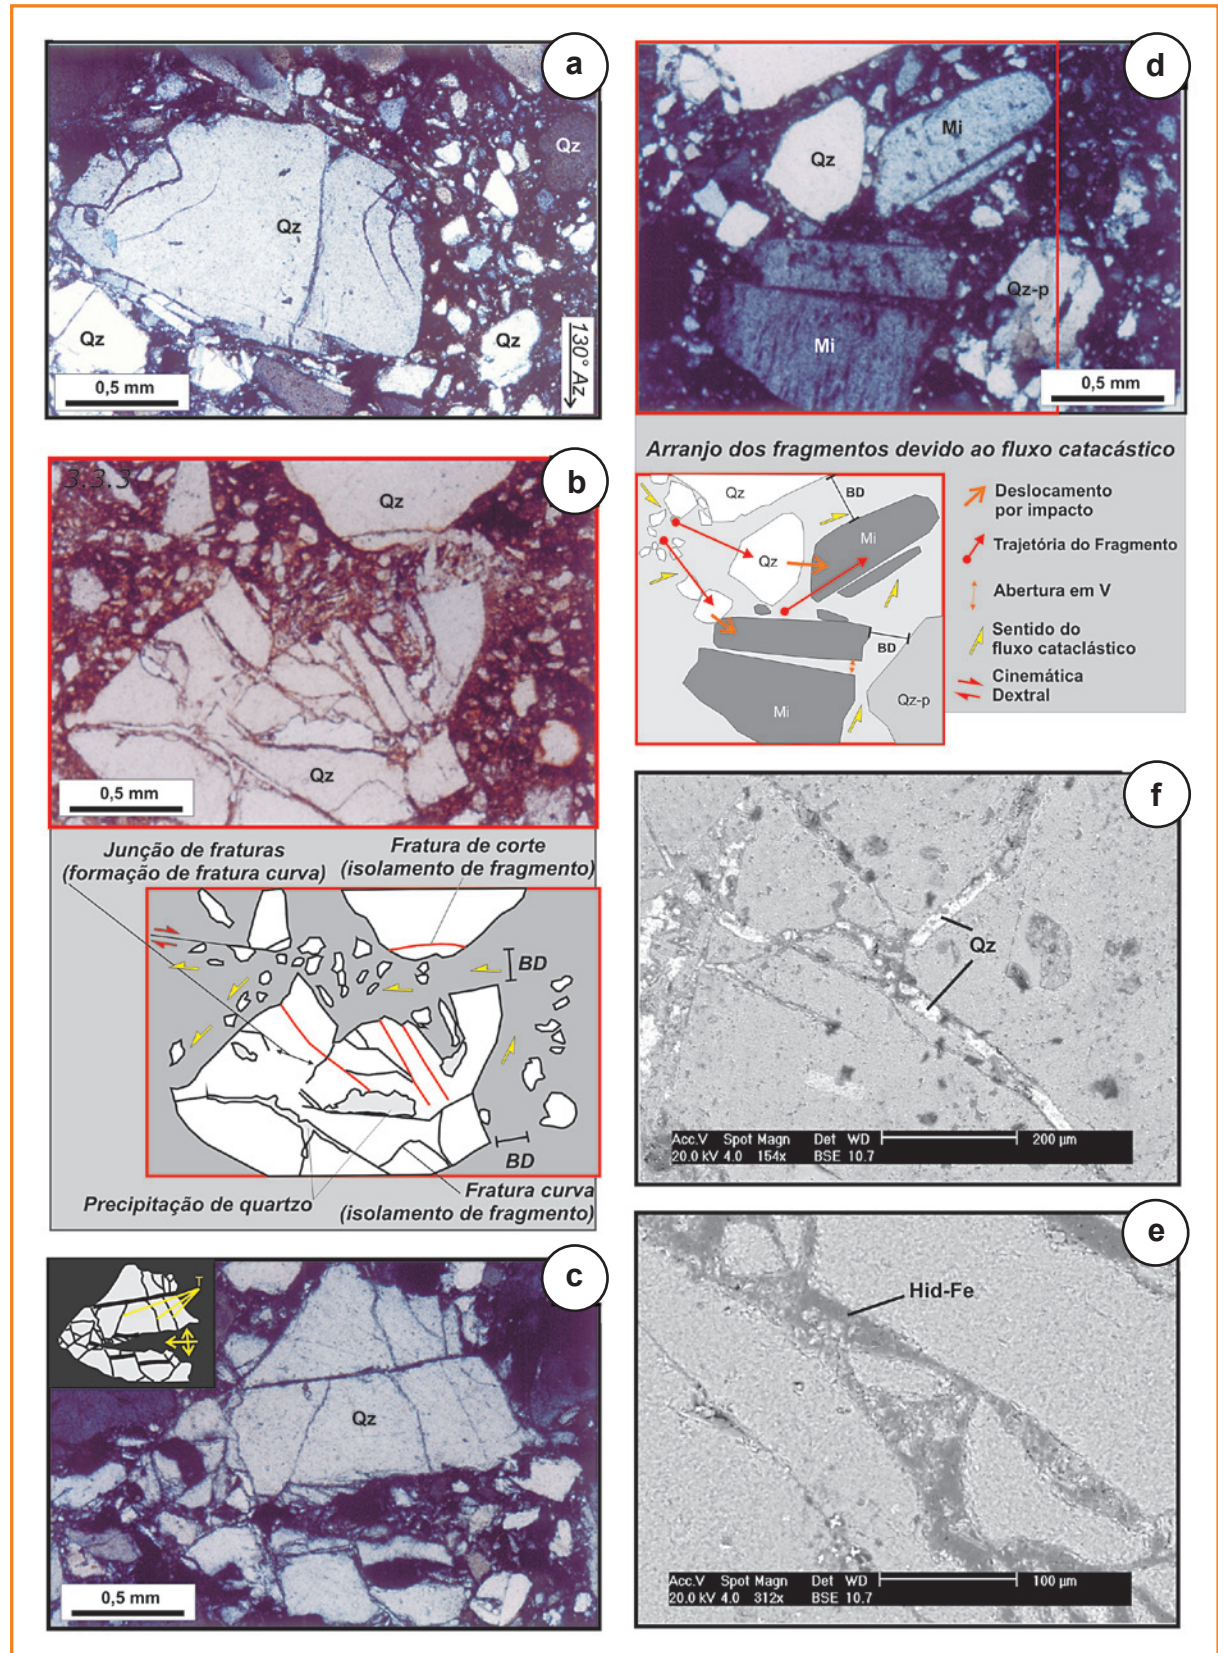 a
Qz
Qz
Qz
Qz
0,5 mm
130° Az
3.3.3
b
Qz
Qz
0,5 mm
Junção de fraturas
(formação de fratura curva)
Fratura de corte
(isolamento de fragmento)
BD
BD
Precipitação de quartzo
Fratura curva
(isolamento de fragmento)
c
T
Qz
0,5 mm
d
Mi
Qz
Qz-p
Mi
0,5 mm
Arranjo dos fragmentos devido ao fluxo catacástico
Qz
BD
Mi
Qz
BD
Mi
Qz-p
Deslocamento
por impacto
Trajetória do Fragmento
Abertura em V
Sentido do
fluxo cataclástico
Cinemática
Dextral
f
Qz
Acc.V Spot Magn Det WD 200 µm
20.0 kV 4.0 154x BSE 10.7
e
Hid-Fe
Acc.V Spot Magn Det WD 100 µm
20.0 kV 4.0 312x BSE 10.7